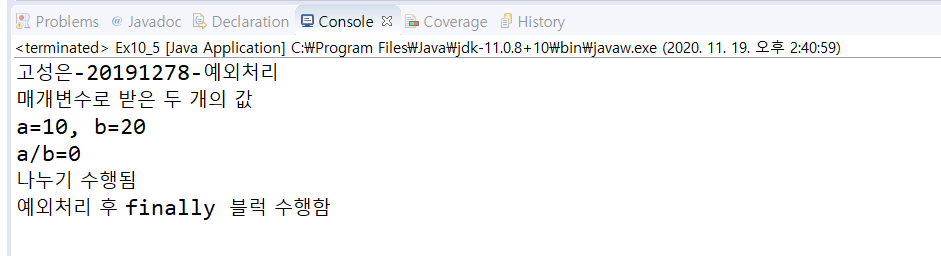 Problems @ Javadoc Declaration Console Coverage History
<terminated> Ex10_5 [Java Application] C:₩Program Files₩Java₩jdk-11.0.8+10₩bin₩javaw.exe (2020. 11. 19. 오후 2:40:59)
고성은-20191278-예외처리
매개변수로 받은 두 개의 값
a=10, b=20
a/b=0
나누기 수행됨
예외처리 후 finally 블럭 수행함